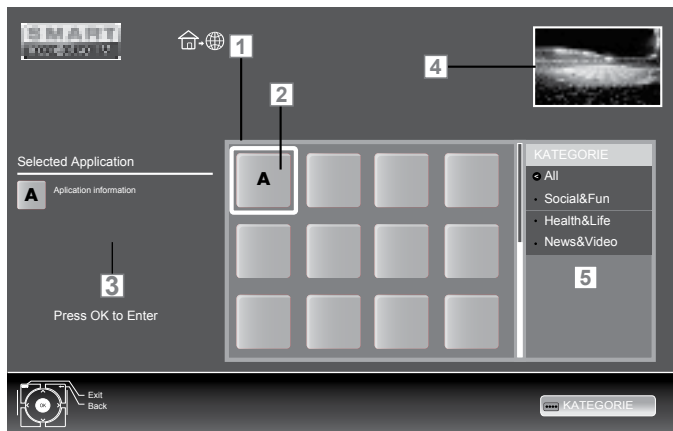 SMART
1
4
2
Selected Application
A
Aplication information
A
KATEGORIE
All
Social&Fun
Health&Life
News&Video
3
5
Press OK to Enter
OK
Exit
Back
KATEGORIE